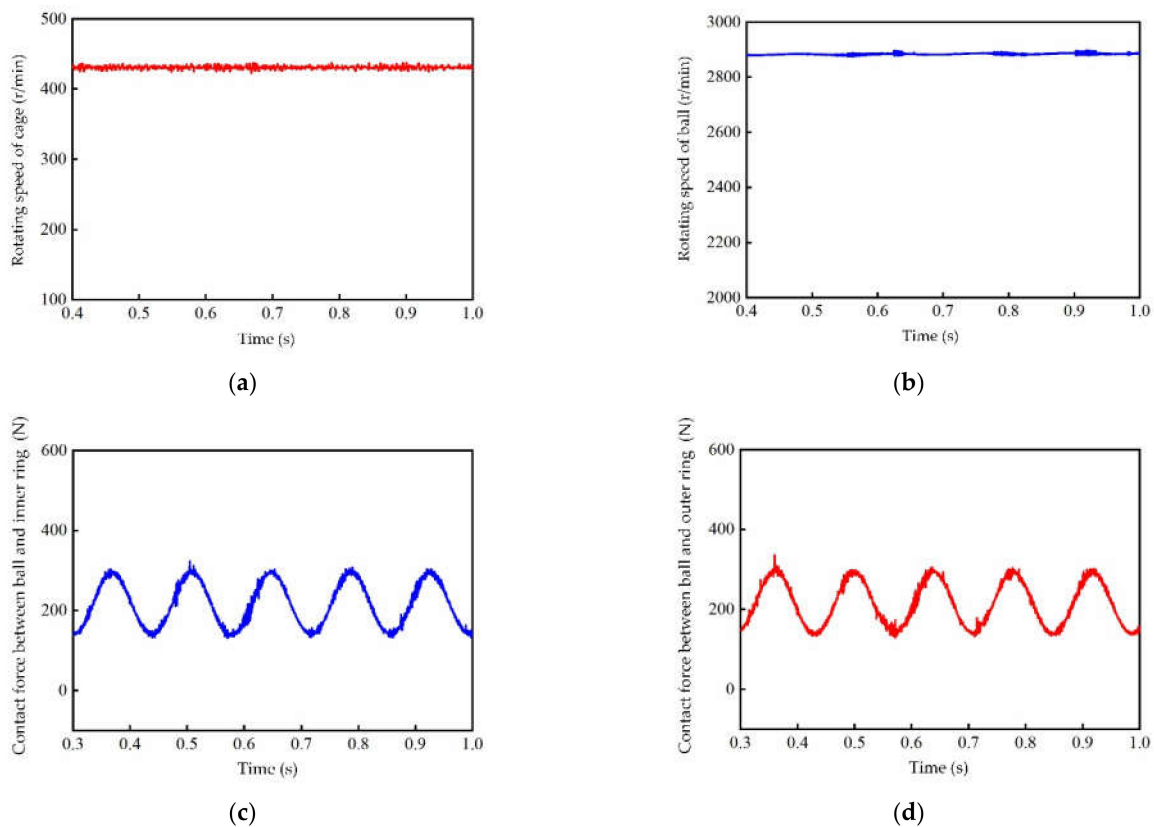 500
400
300
200
100
Rotating speed of cage (r/min)
0.4 0.5 0.6 0.7 0.8 0.9 1.0
Time (s)
(a)
3000
2800
2600
2400
2200
2000
Rotating speed of ball (r/min)
0.4 0.5 0.6 0.7 0.8 0.9 1.0
Time (s)
(b)
600
400
200
0
Contact force between ball and inner ring (N)
0.3 0.4 0.5 0.6 0.7 0.8 0.9 1.0
Time (s)
(c)
600
400
200
0
Contact force between ball and outer ring (N)
0.3 0.4 0.5 0.6 0.7 0.8 0.9 1.0
Time (s)
(d)